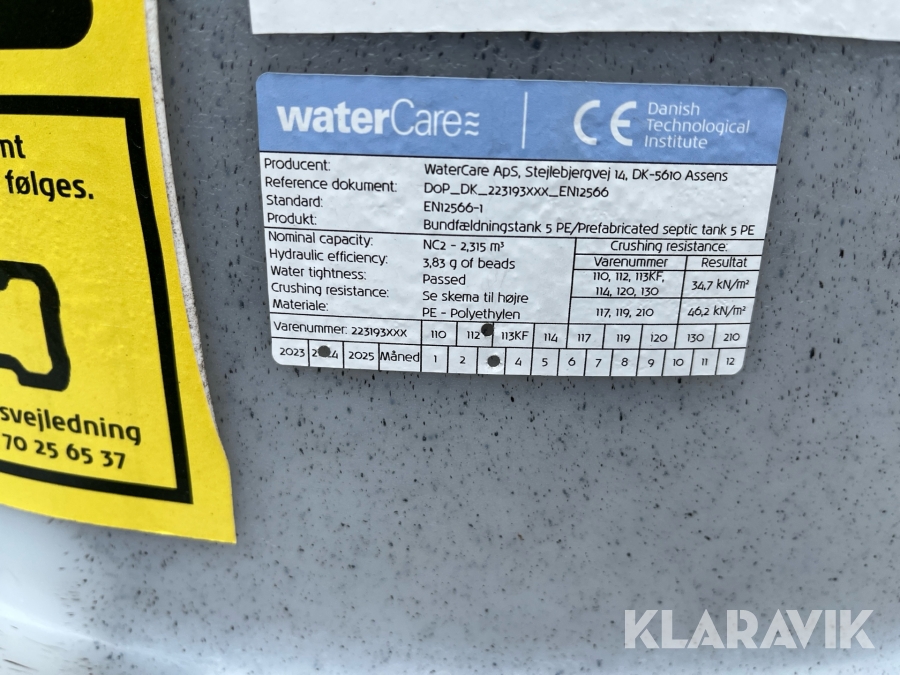 nt
følges.
svejledning
70 25 65 37
waterCare
CE
Danish
Technological
Institute
Producent: WaterCare ApS, Stejlebjergvej 14, DK-5610 Assens
Reference dokument: DoP_DK_223193XXX_EN12566
Standard: EN12566-1
Produkt: Bundfældningstank 5 PE/Prefabricated septic tank 5 PE
Nominal capacity: NC2 - 2,315 m³
Hydraulic efficiency: 3,83 g of beads
Water tightness: Passed
Crushing resistance: Se skema til højre
Materiale: PE - Polyethylen
Crushing resistance:
Varenummer Resultat
110, 112, 113KF, 114, 120, 130 34,7 kN/m²
117, 119, 210 46,2 kN/m²
Varenummer: 223193XXX 110 112 113KF 114 117 119 120 130 210
2023 2 4 2025 Måned 1 2 4 5 6 7 8 9 10 11 12
KLARAVIK